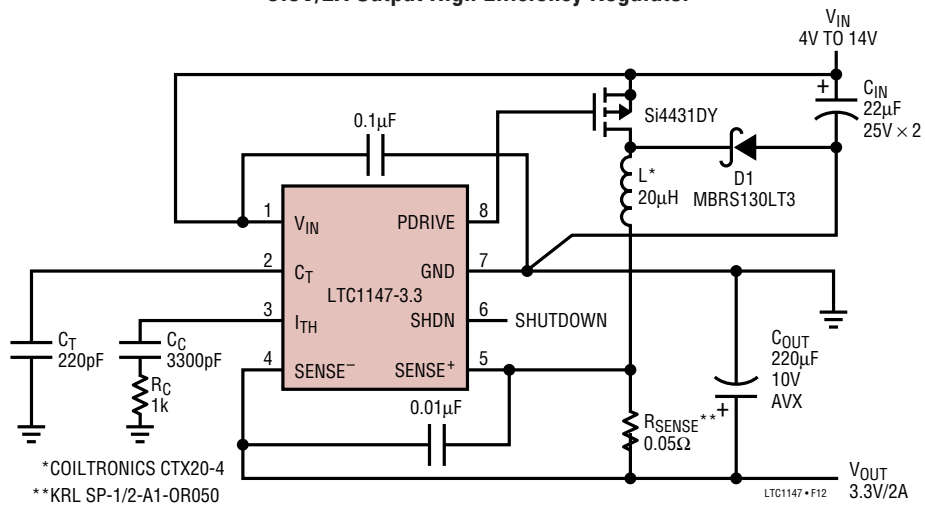 3.3V/2A Output High Efficiency Regulator
V_IN
4V TO 14V
+
C_IN
22µF
25V × 2
Si4431DY
0.1µF
L*
20µH
D1
MBRS130LT3
1
V_IN
PDRIVE
8
2
C_T
GND
7
LTC1147-3.3
3
I_TH
SHDN
6
SHUTDOWN
4
SENSE⁻
SENSE⁺
5
C_T
220pF
C_C
3300pF
R_C
1k
0.01µF
R_SENSE**
0.05Ω
C_OUT
220µF
10V
AVX
+
*COILTRONICS CTX20-4
**KRL SP-1/2-A1-OR050
LTC1147 • F12
V_OUT
3.3V/2A